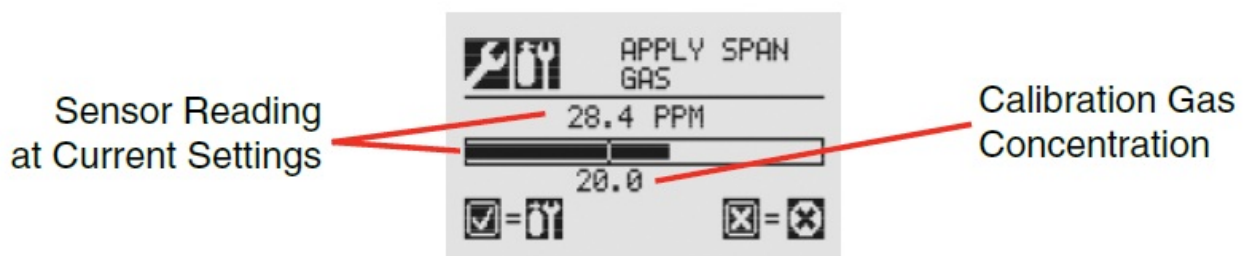 APPLY SPAN
GAS
Sensor Reading
at Current Settings
28.4 PPM
Calibration Gas
Concentration
20.0
=
=